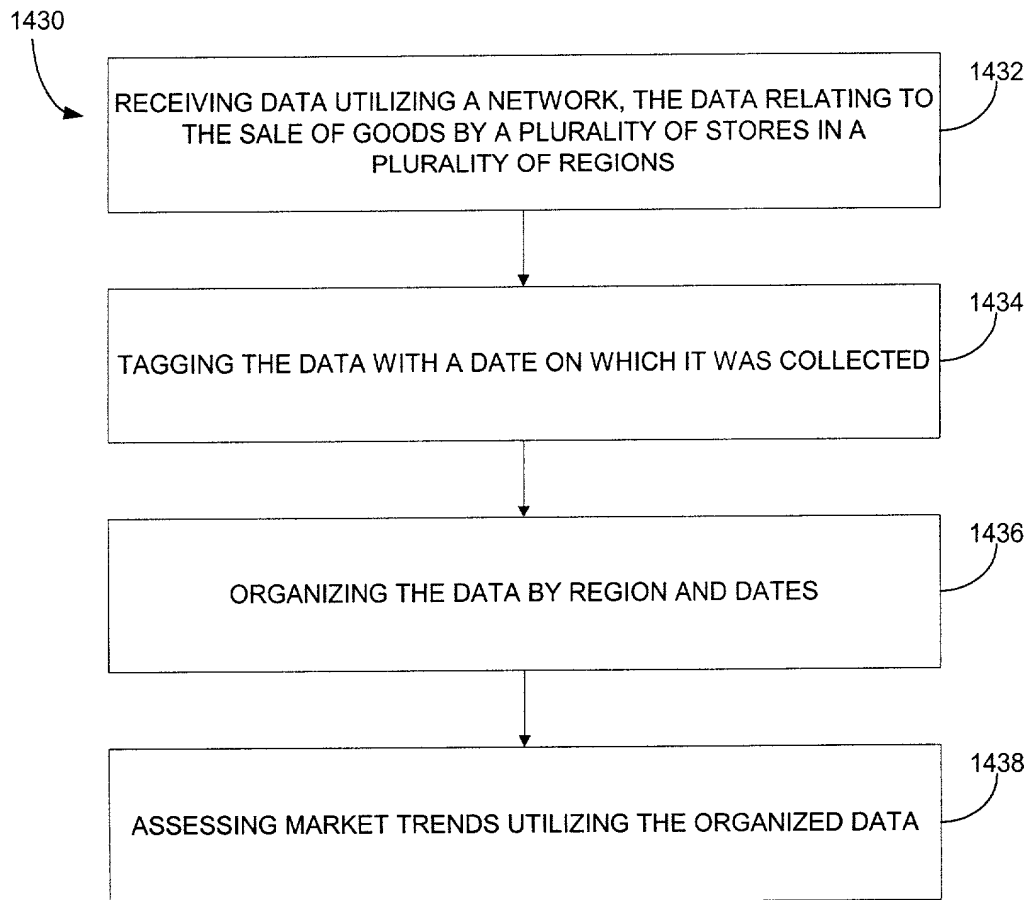 1430
1432
RECEIVING DATA UTILIZING A NETWORK, THE DATA RELATING TO
THE SALE OF GOODS BY A PLURALITY OF STORES IN A
PLURALITY OF REGIONS
1434
TAGGING THE DATA WITH A DATE ON WHICH IT WAS COLLECTED
1436
ORGANIZING THE DATA BY REGION AND DATES
1438
ASSESSING MARKET TRENDS UTILIZING THE ORGANIZED DATA